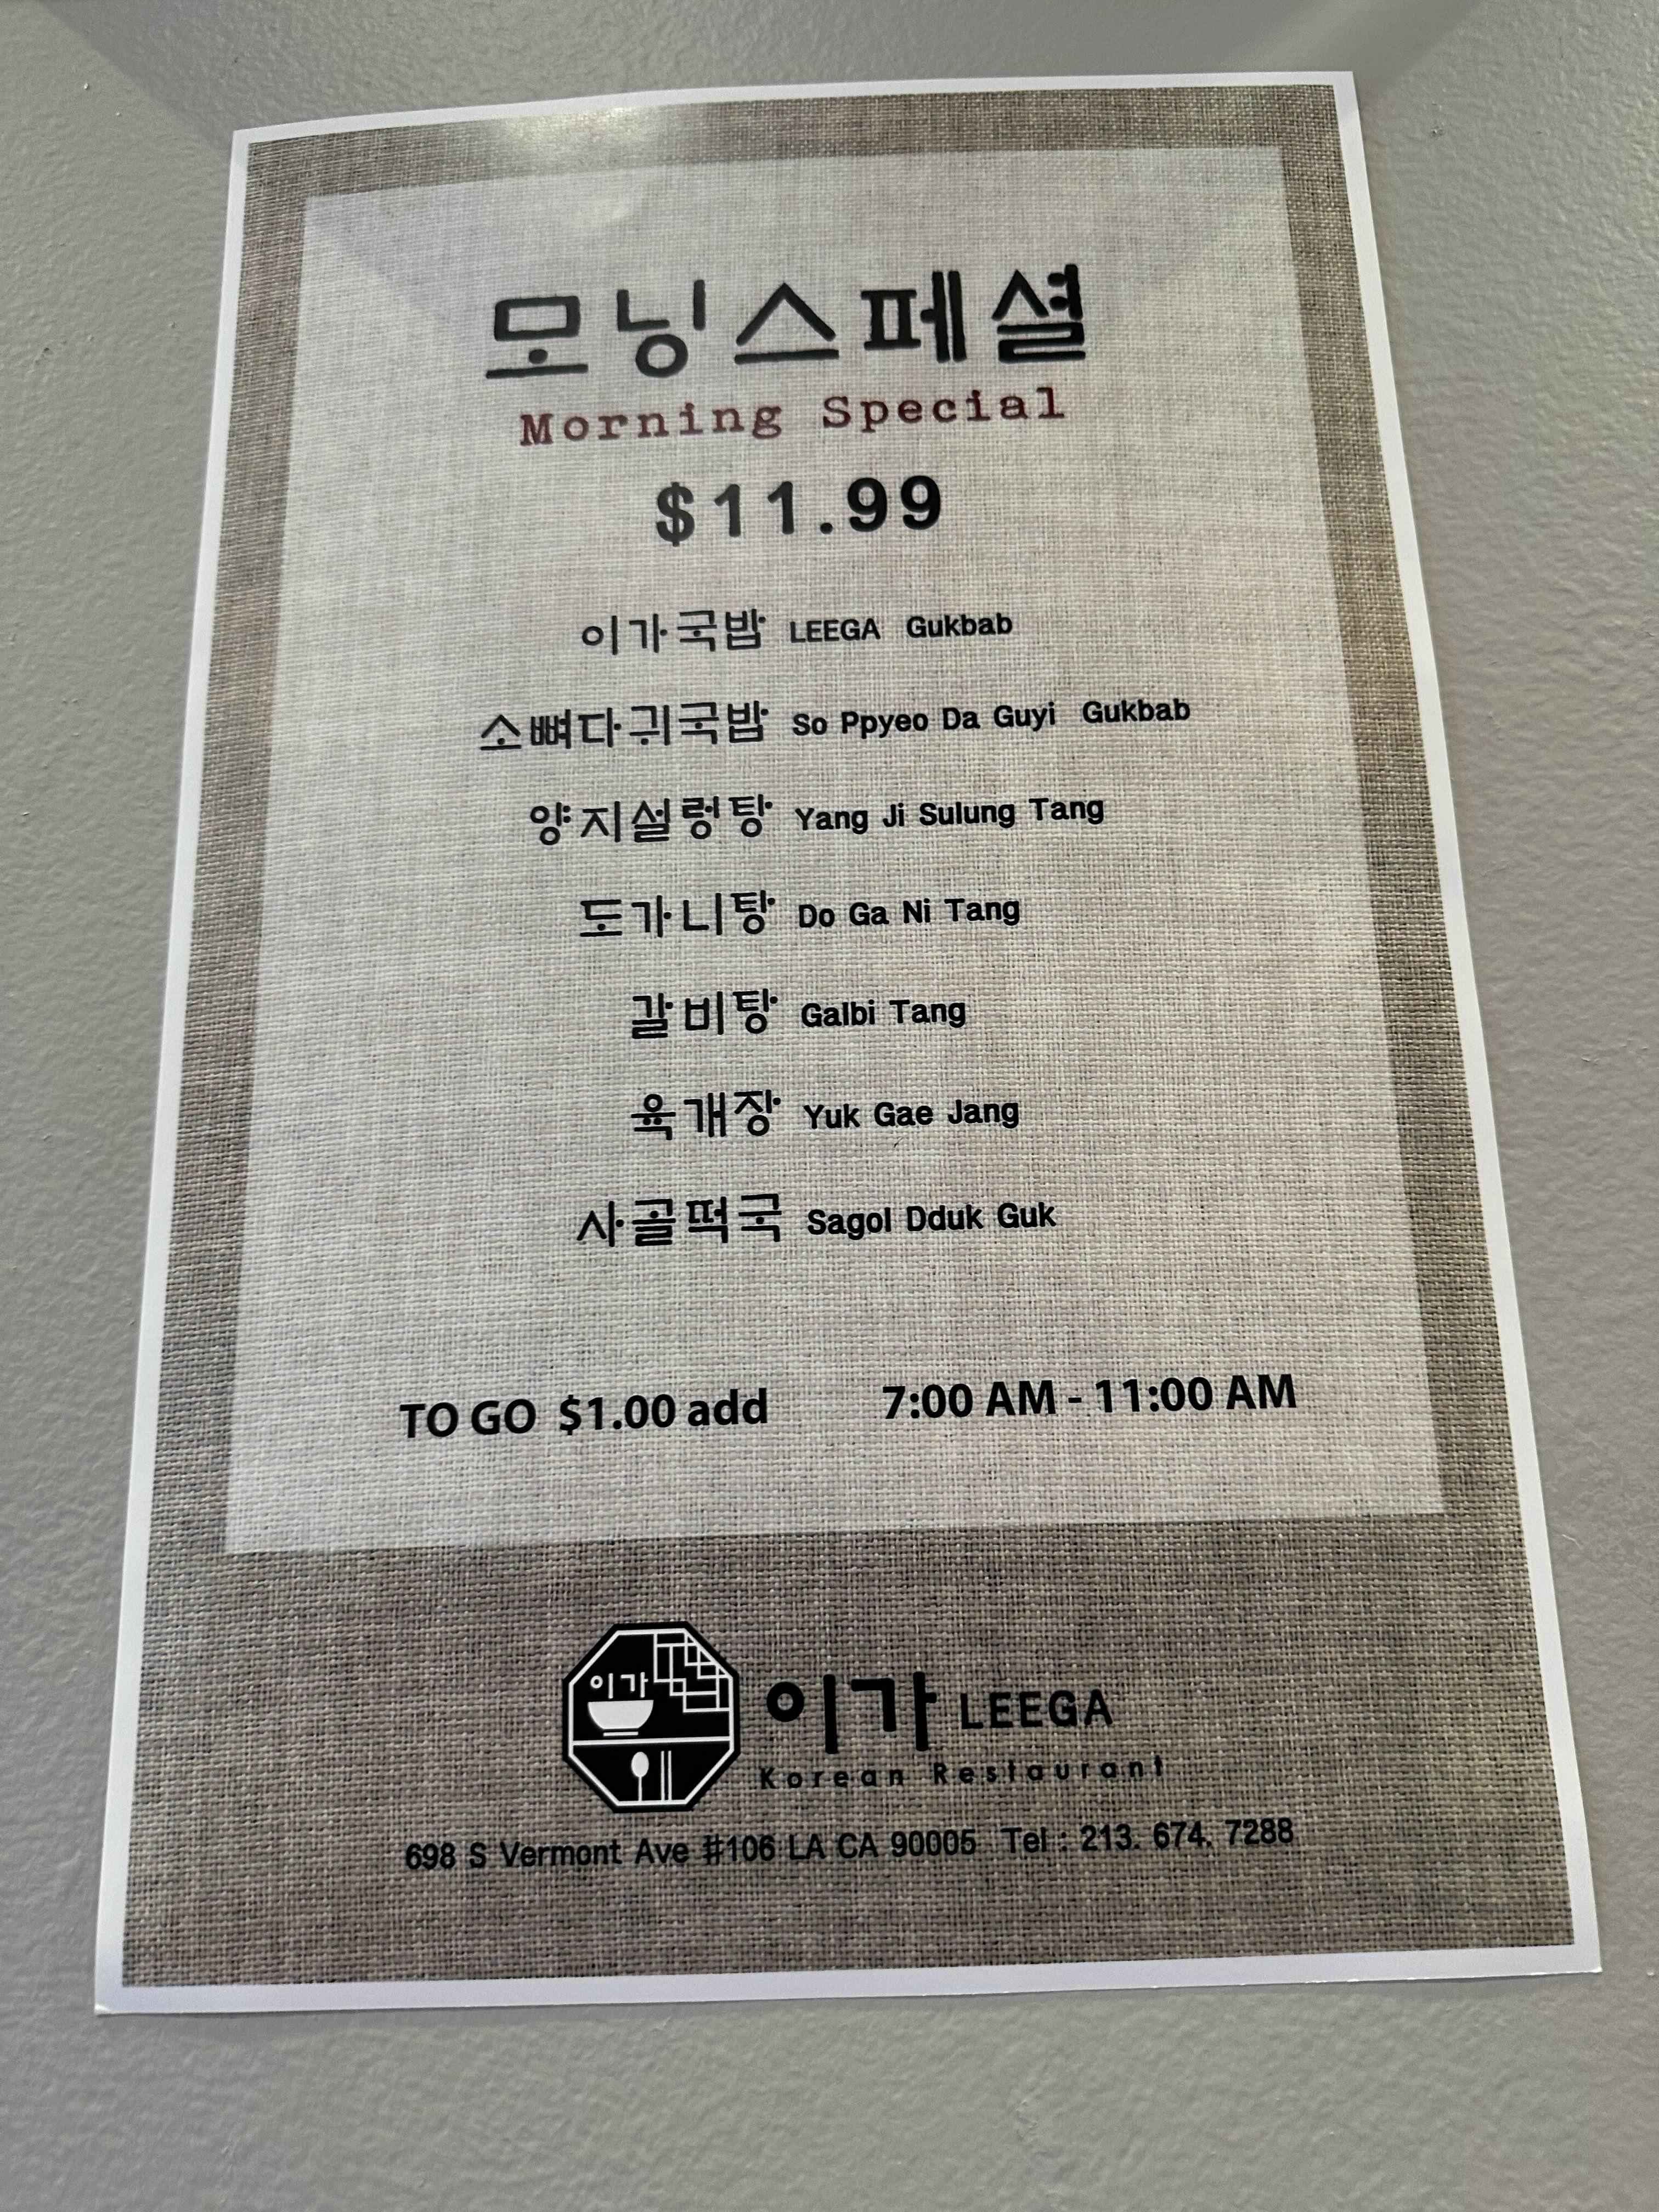 모닝스페셜
Morning Special
$11.99
이가국밥 LEEGA Gukbab
소뼈다귀국밥 So Ppyeo Da Guyi Gukbab
양지설렁탕 Yang Ji Sulung Tang
도가니탕 Do Ga Ni Tang
갈비탕 Galbi Tang
육개장 Yuk Gae Jang
사골떡국 Sagol Dduk Guk
TO GO $1.00 add 7:00 AM - 11:00 AM
이가
이가 LEEGA
Korean Restaurant
698 S Vermont Ave #106 LA CA 90005 Tel : 213. 674. 7288